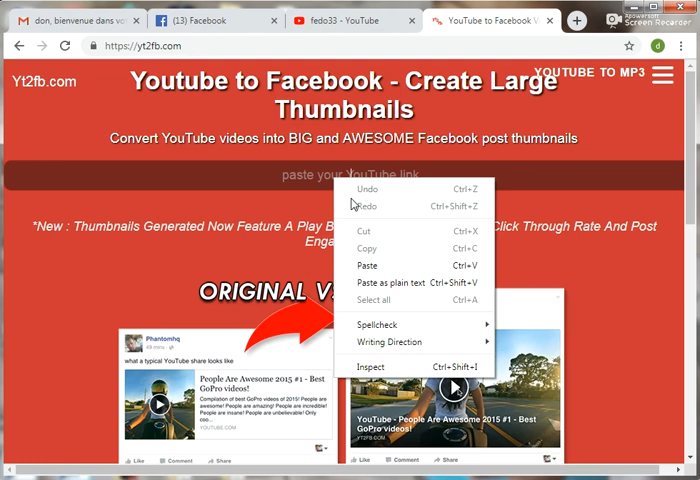 don, bienvenue dans vot
(13) Facebook
fedo33 - YouTube
YouTube to Facebook V
Apowersoft
Screen Recorder
https://yt2fb.com
d
Yt2fb.com
Youtube to Facebook - Create Large
Thumbnails
YOUTUBE TO MP3
Convert YouTube videos into BIG and AWESOME Facebook post thumbnails
paste your YouTube link
Undo Ctrl+Z
Redo Ctrl+Shift+Z
Cut Ctrl+X
Copy Ctrl+C
Paste Ctrl+V
Paste as plain text Ctrl+Shift+V
Select all Ctrl+A
Spellcheck
Writing Direction
Inspect Ctrl+Shift+I
*New : Thumbnails Generated Now Feature A Play B
Click Through Rate And Post
Enga
ORIGINAL V
Phantomhq
49 mins
what a typical YouTube share looks like
People Are Awesome 2015 #1 - Best
GoPro videos!
Compilation of best GoPro videos of 2015! People are
awesome! People are amazing! People are incredible!
People are insane! People are unbelievable! Only
coo...
YOUTUBE.COM
Like Comment Share
YouTube - People Are Awesome 2015 #1 - Best
GoPro videos!
YT2FB.COM
Like Comment Share